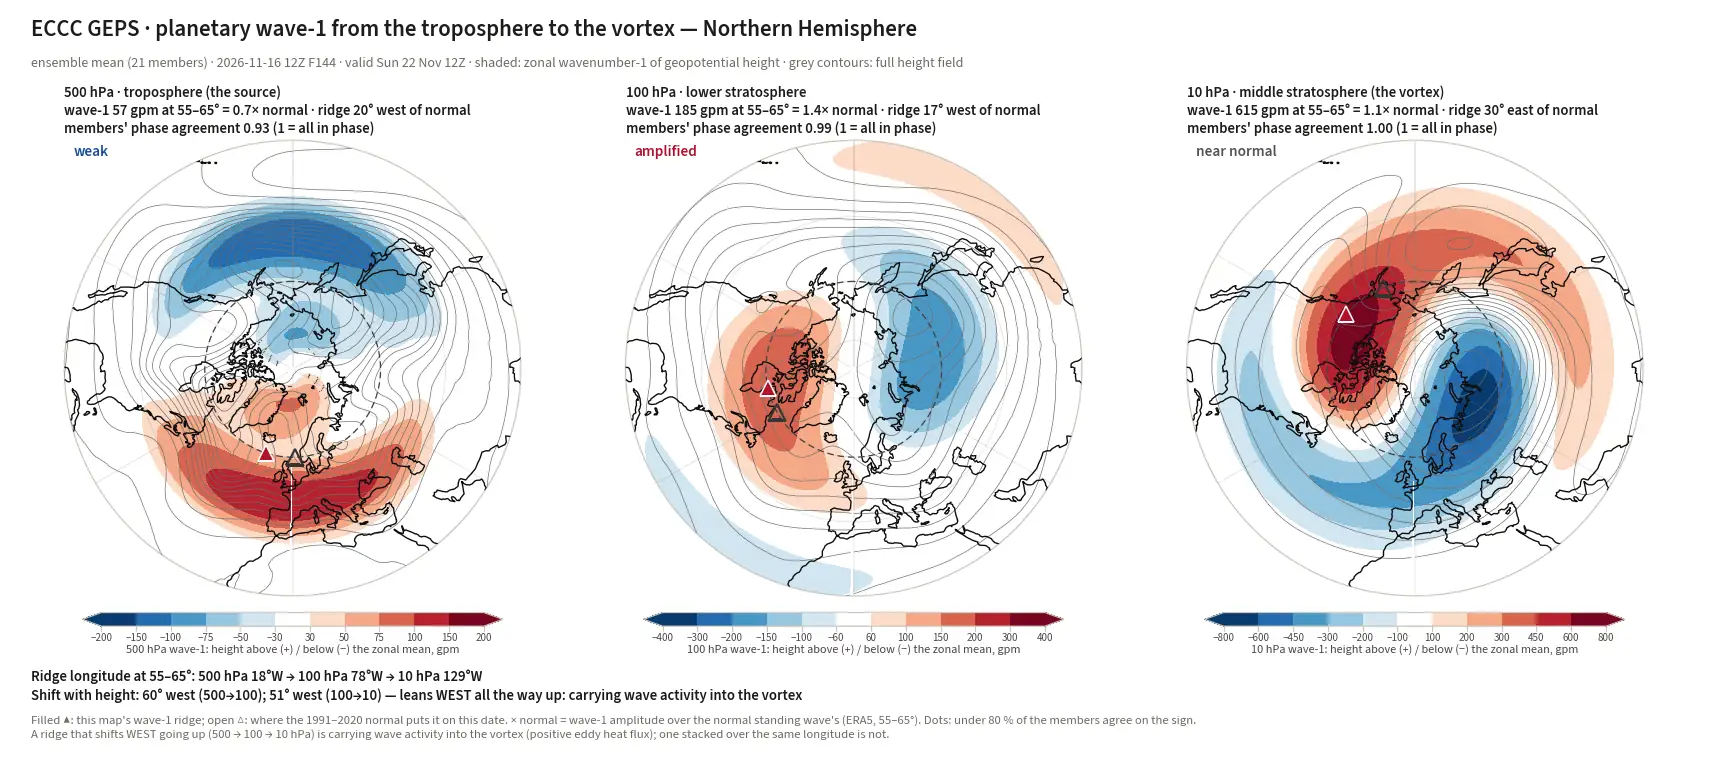 ECCC GEPS · planetary wave-1 from the troposphere to the vortex — Northern Hemisphere
ensemble mean (21 members) · 2026-11-16 12Z F144 · valid Sun 22 Nov 12Z · shaded: zonal wavenumber-1 of geopotential height · grey contours: full height field
500 hPa · troposphere (the source)
wave-1 57 gpm at 55–65° = 0.7× normal · ridge 20° west of normal
members' phase agreement 0.93 (1 = all in phase)
weak
100 hPa · lower stratosphere
wave-1 185 gpm at 55–65° = 1.4× normal · ridge 17° west of normal
members' phase agreement 0.99 (1 = all in phase)
amplified
10 hPa · middle stratosphere (the vortex)
wave-1 615 gpm at 55–65° = 1.1× normal · ridge 30° east of normal
members' phase agreement 1.00 (1 = all in phase)
near normal
−200 −150 −100 −75 −50 −30 30 50 75 100 150 200
500 hPa wave-1: height above (+) / below (−) the zonal mean, gpm
−400 −300 −200 −150 −100 −60 60 100 150 200 300 400
100 hPa wave-1: height above (+) / below (−) the zonal mean, gpm
−800 −600 −450 −300 −200 −100 100 200 300 450 600 800
10 hPa wave-1: height above (+) / below (−) the zonal mean, gpm
Ridge longitude at 55–65°: 500 hPa 18°W → 100 hPa 78°W → 10 hPa 129°W
Shift with height: 60° west (500→100); 51° west (100→10) — leans WEST all the way up: carrying wave activity into the vortex
Filled ▲: this map's wave-1 ridge; open △: where the 1991–2020 normal puts it on this date. × normal = wave-1 amplitude over the normal standing wave's (ERA5, 55–65°). Dots: under 80 % of the members agree on the sign.
A ridge that shifts WEST going up (500 → 100 → 10 hPa) is carrying wave activity into the vortex (positive eddy heat flux); one stacked over the same longitude is not.